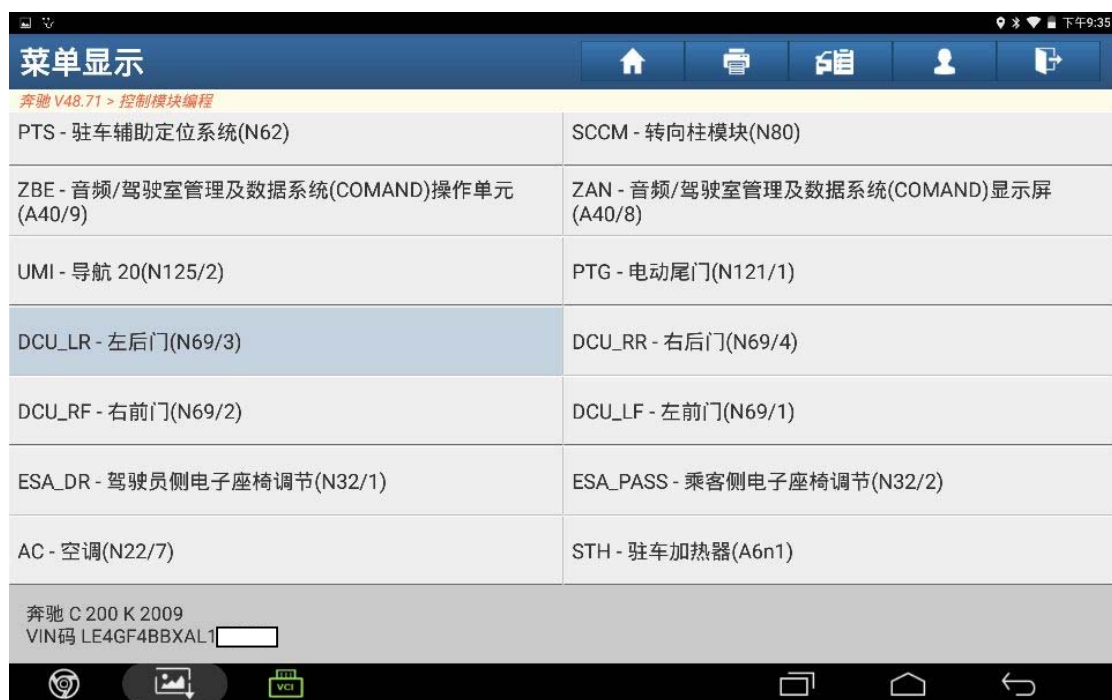 下午9:35
菜单显示
奔驰 V48.71 > 控制模块编程
PTS - 驻车辅助定位系统(N62)
SCCM - 转向柱模块(N80)
ZBE - 音频/驾驶室管理及数据系统(COMAND)操作单元
(A40/9)
ZAN - 音频/驾驶室管理及数据系统(COMAND)显示屏
(A40/8)
UMI - 导航 20(N125/2)
PTG - 电动尾门(N121/1)
DCU_LR - 左后门(N69/3)
DCU_RR - 右后门(N69/4)
DCU_RF - 右前门(N69/2)
DCU_LF - 左前门(N69/1)
ESA_DR - 驾驶员侧电子座椅调节(N32/1)
ESA_PASS - 乘客侧电子座椅调节(N32/2)
AC - 空调(N22/7)
STH - 驻车加热器(A6n1)
奔驰 C 200 K 2009
VIN码 LE4GF4BBXAL1
VCI